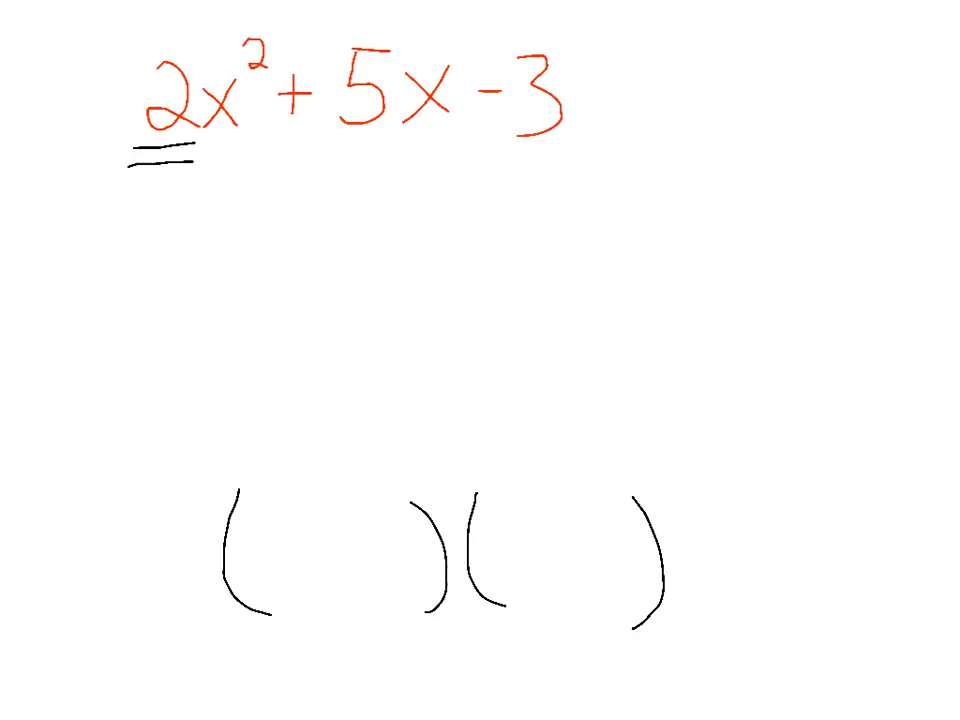 2x² + 5x - 3
( )( )